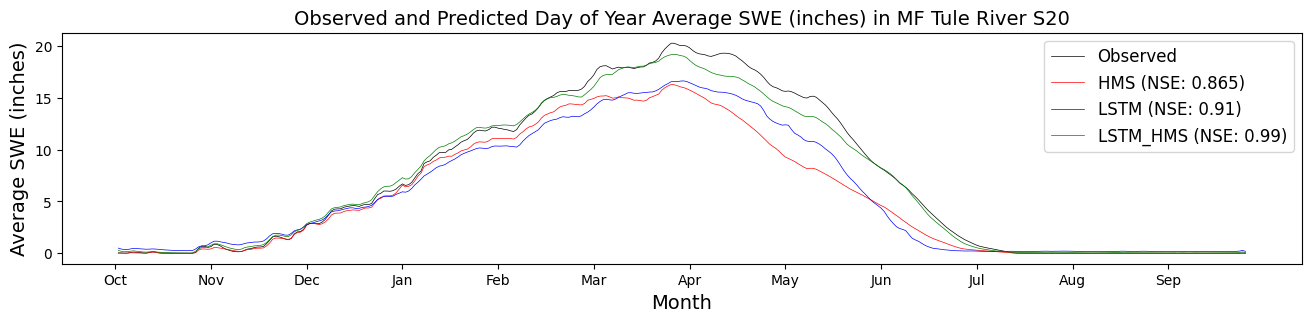 Observed and Predicted Day of Year Average SWE (inches) in MF Tule River S20
Average SWE (inches)
20
15
10
5
0
Observed
HMS (NSE: 0.865)
LSTM (NSE: 0.91)
LSTM_HMS (NSE: 0.99)
Oct Nov Dec Jan Feb Mar Apr May Jun Jul Aug Sep
Month